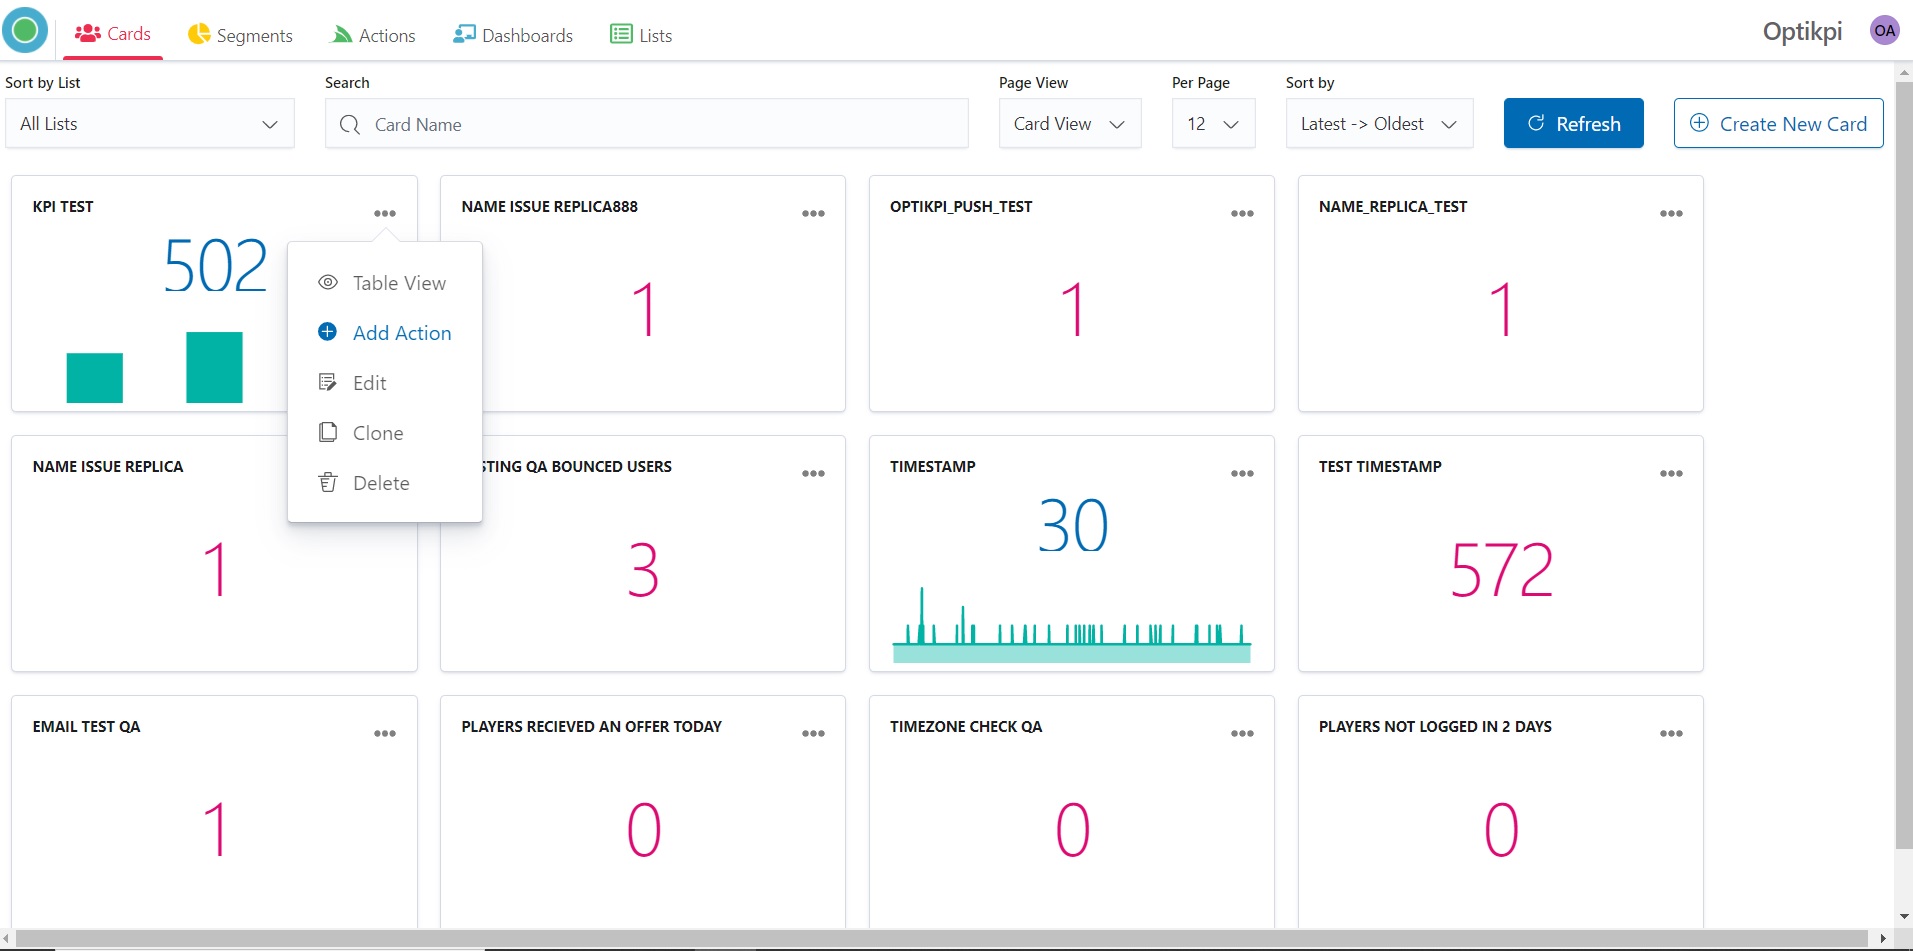 Cards
Segments
Actions
Dashboards
Lists
Optikpi
OA
Sort by List
Search
Page View
Per Page
Sort by
All Lists
Card Name
Card View
12
Latest -> Oldest
Refresh
Create New Card
KPI TEST
502
NAME ISSUE REPLICA888
1
OPTIKPI_PUSH_TEST
1
NAME_REPLICA_TEST
1
Table View
Add Action
Edit
Clone
Delete
NAME ISSUE REPLICA
1
STING QA BOUNCED USERS
3
TIMESTAMP
30
TEST TIMESTAMP
572
EMAIL TEST QA
1
PLAYERS RECIEVED AN OFFER TODAY
0
TIMEZONE CHECK QA
0
PLAYERS NOT LOGGED IN 2 DAYS
0